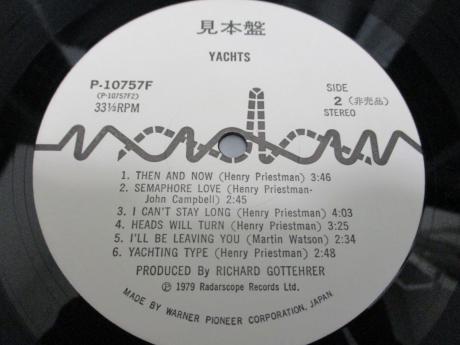 見本盤
YACHTS
P-10757F
(P-10757F2)
33⅓RPM
SIDE
2 (非売品)
STEREO
1. THEN AND NOW (Henry Priestman) 3:46
2. SEMAPHORE LOVE (Henry Priestman-
John Campbell) 2:45
3. I CAN'T STAY LONG (Henry Priestman) 4:03
4. HEADS WILL TURN (Henry Priestman) 3:25
5. I'LL BE LEAVING YOU (Martin Watson) 2:34
6. YACHTING TYPE (Henry Priestman) 2:48
PRODUCED By RICHARD GOTTEHRER
Ⓟ 1979 Radarscope Records Ltd.
MADE BY WARNER PIONEER CORPORATION, JAPAN